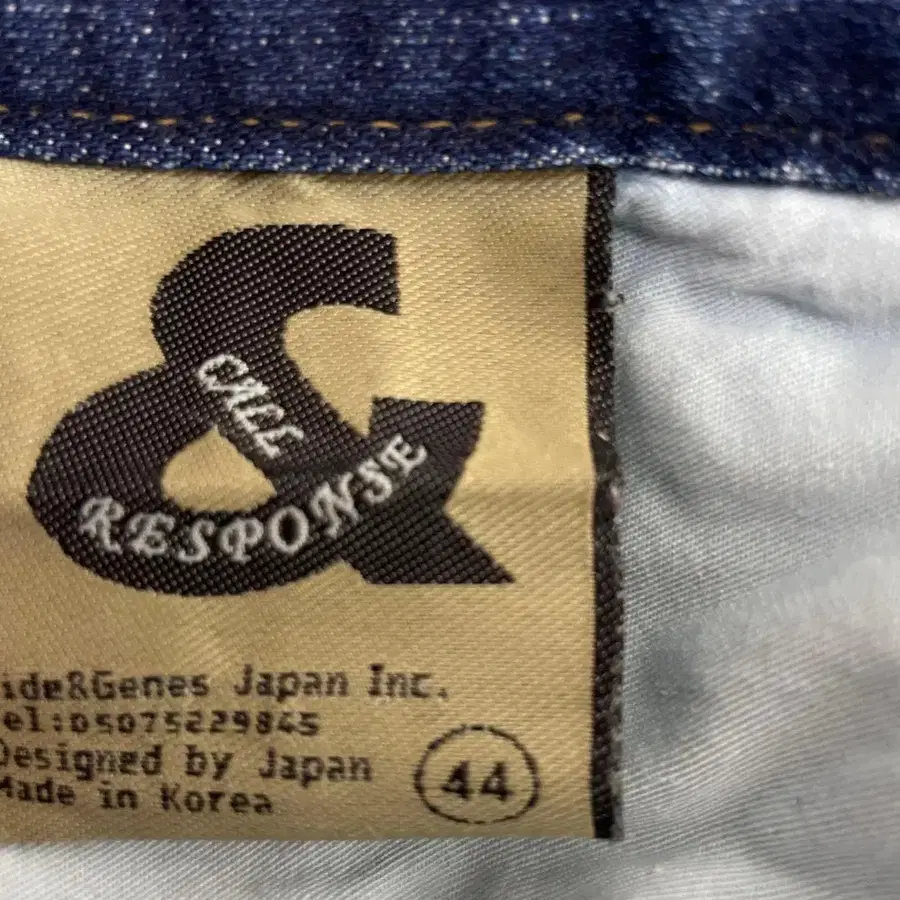 &
CALL
RESPONSE
ide&Genes Japan Inc.
el:05075229845
Designed by Japan
Made in Korea
44